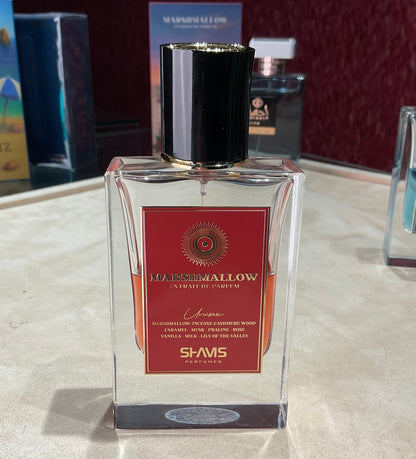 MARSHMALLOW
MARSHMALLOW
EXTRAIT DE PARFUM
Unisex
MARSHMALLOW·INCENSE·CASHMERE WOOD
CARAMEL · MUSK · PRALINE · ROSE
VANILLA · MILK · LILY OF THE VALLEY
SHAMS
PERFUMES